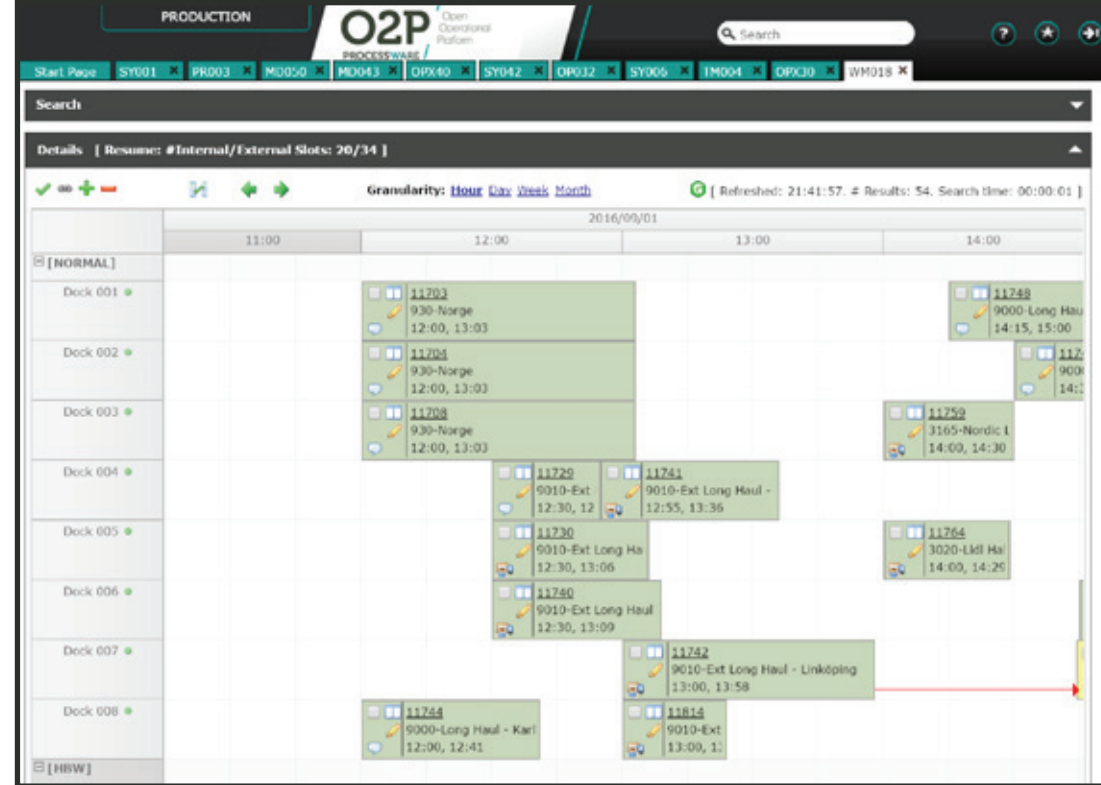 PRODUCTION
O2P Open Operational Platform
PROCESSWARE
Search
?
Start Page SY001 × PR003 × MD050 × MD043 × OPX40 × SY042 × OP032 × SY006 × TM004 × OPX30 × WM018 ×
Search
Details [ Resume: #Internal/External Slots: 20/34 ]
Granularity: Hour Day Week Month [ Refreshed: 21:41:57. # Results: 54. Search time: 00:00:01 ]
2016/09/01
11:00 12:00 13:00 14:00
[NORMAL]
Dock 001 11703 11748
930-Norge 9000-Long Hau
12:00, 13:03 14:15, 15:00
Dock 002 11704 117
930-Norge 900
12:00, 13:03 14:
Dock 003 11708 11759
930-Norge 3165-Nordic L
12:00, 13:03 14:00, 14:30
Dock 004 11729 11741
9010-Ext 9010-Ext Long Haul -
12:30, 12 12:55, 13:36
Dock 005 11730 11764
9010-Ext Long Ha 3020-Lidl Hal
12:30, 13:06 14:00, 14:29
Dock 006 11740
9010-Ext Long Haul
12:30, 13:09
Dock 007 11742
9010-Ext Long Haul - Linköping
13:00, 13:58
Dock 008 11744 11814
9000-Long Haul - Karl 9010-Ext
12:00, 12:41 13:00, 1
[HBW]